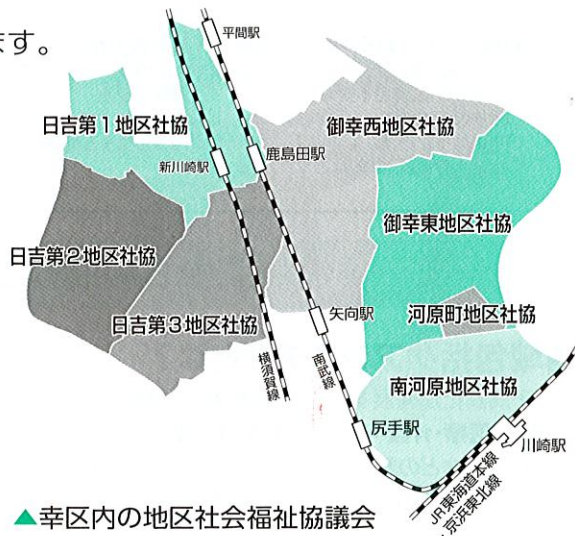 ます。
平間駅
日吉第1地区社協
御幸西地区社協
新川崎駅
鹿島田駅
御幸東地区社協
日吉第2地区社協
河原町地区社協
日吉第3地区社協
矢向駅
横須賀線
南武線
南河原地区社協
尻手駅
川崎駅
JR東海道本線
京浜東北線
▲幸区内の地区社会福祉協議会